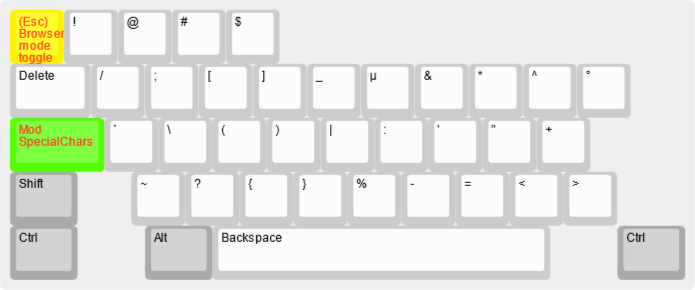 (Esc) Browser mode toggle ! @ # $
Delete / ; [ ] _ µ & * ^ °
Mod SpecialChars ` \ ( ) | : ' " +
Shift ~ ? { } % - = < >
Ctrl Alt Backspace Ctrl